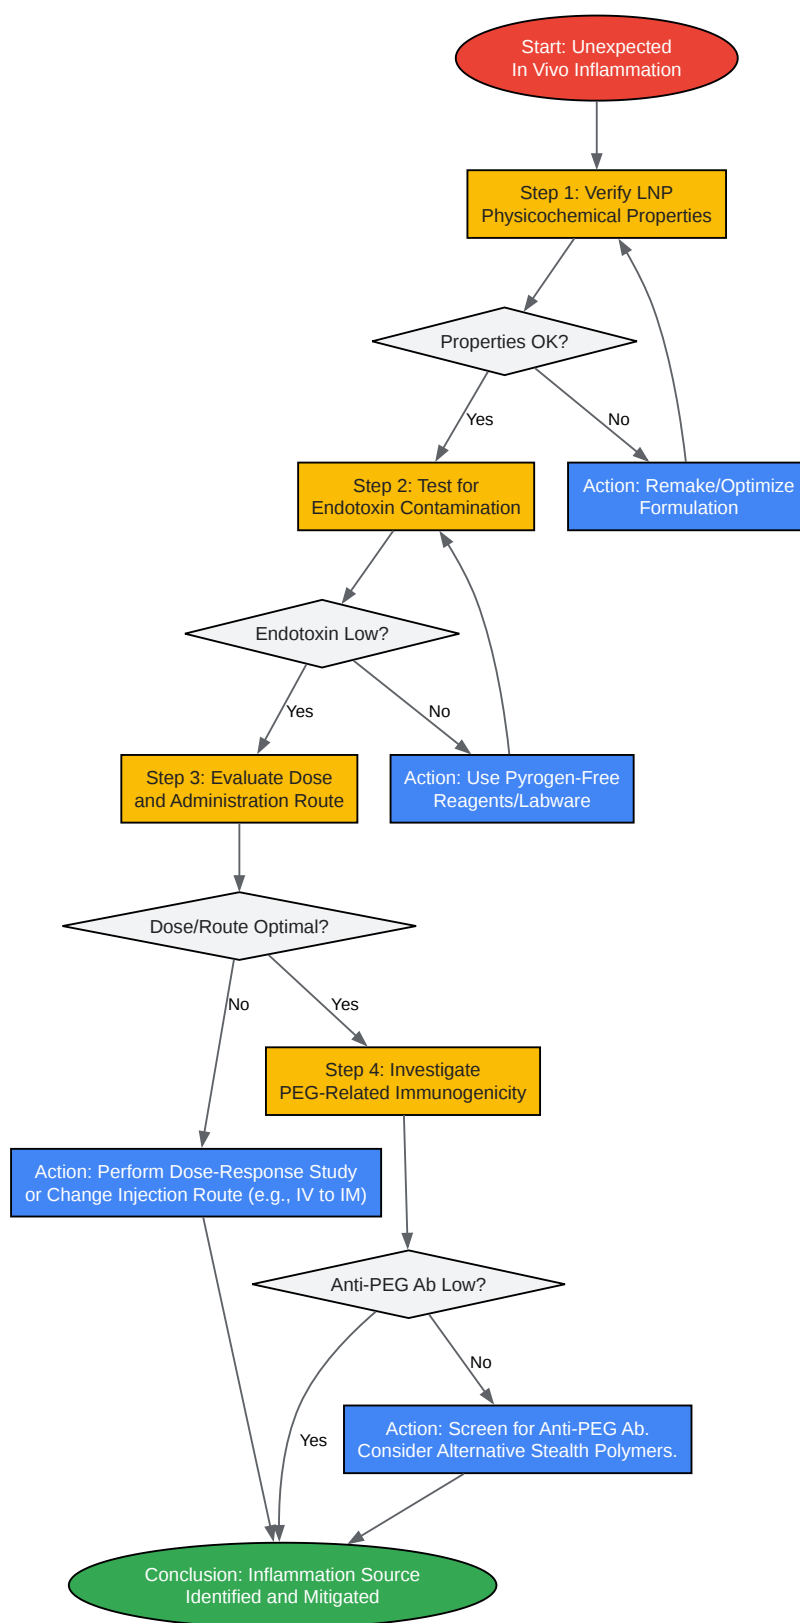 Start: Unexpected
In Vivo Inflammation
Step 1: Verify LNP
Physicochemical Properties
Properties OK?
Yes
No
Step 2: Test for
Endotoxin Contamination
Action: Remake/Optimize
Formulation
Endotoxin Low?
Yes
No
Step 3: Evaluate Dose
and Administration Route
Action: Use Pyrogen-Free
Reagents/Labware
Dose/Route Optimal?
No
Yes
Step 4: Investigate
PEG-Related Immunogenicity
Action: Perform Dose-Response Study
or Change Injection Route (e.g., IV to IM)
Anti-PEG Ab Low?
No
Yes
Action: Screen for Anti-PEG Ab.
Consider Alternative Stealth Polymers.
Conclusion: Inflammation Source
Identified and Mitigated